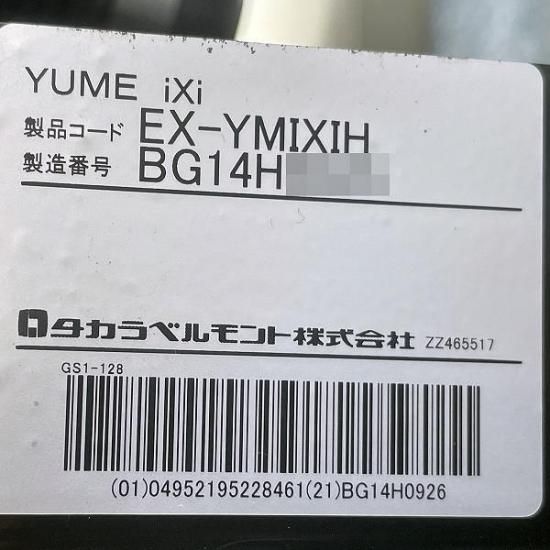 YUME iXi
製品コード EX-YMIXIH
製造番号 BG14H
タカラベルモント株式会社 ZZ465517
GS1-128
(01)04952195228461(21)BG14H0926